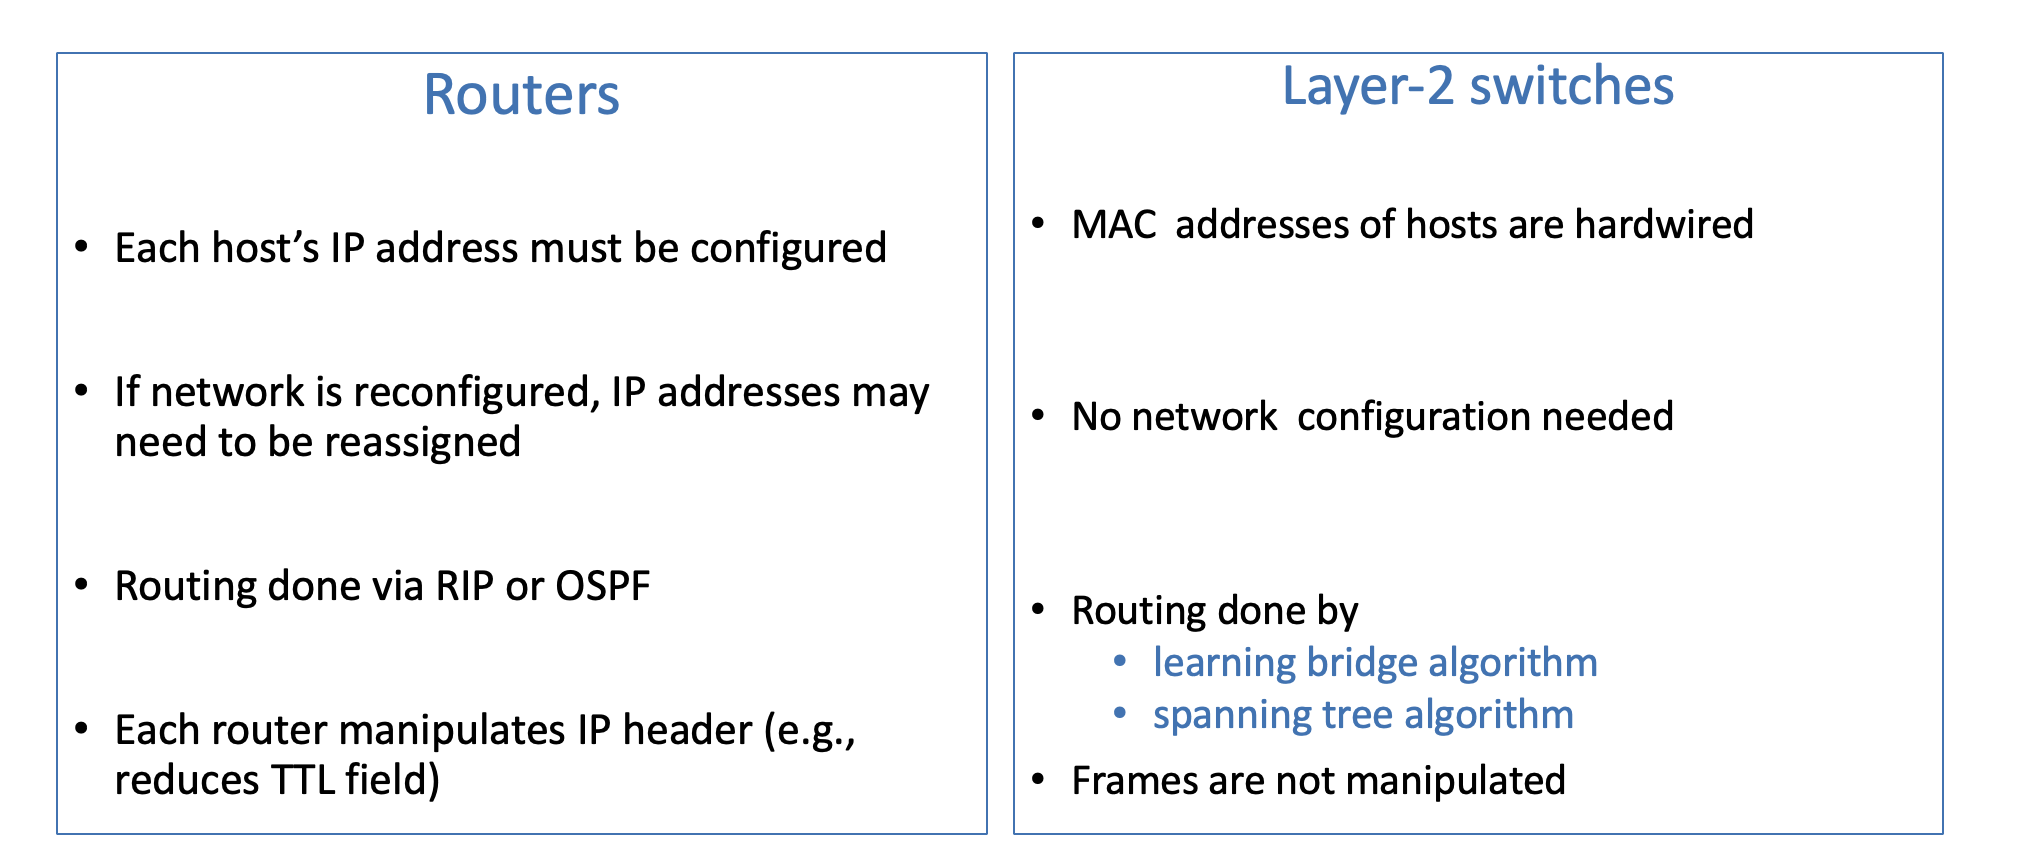 Routers
• Each host’s IP address must be configured
• If network is reconfigured, IP addresses may
need to be reassigned
• Routing done via RIP or OSPF
• Each router manipulates IP header (e.g.,
reduces TTL field)
Layer-2 switches
• MAC  addresses of hosts are hardwired
• No network  configuration needed
• Routing done by
• learning bridge algorithm
• spanning tree algorithm
• Frames are not manipulated